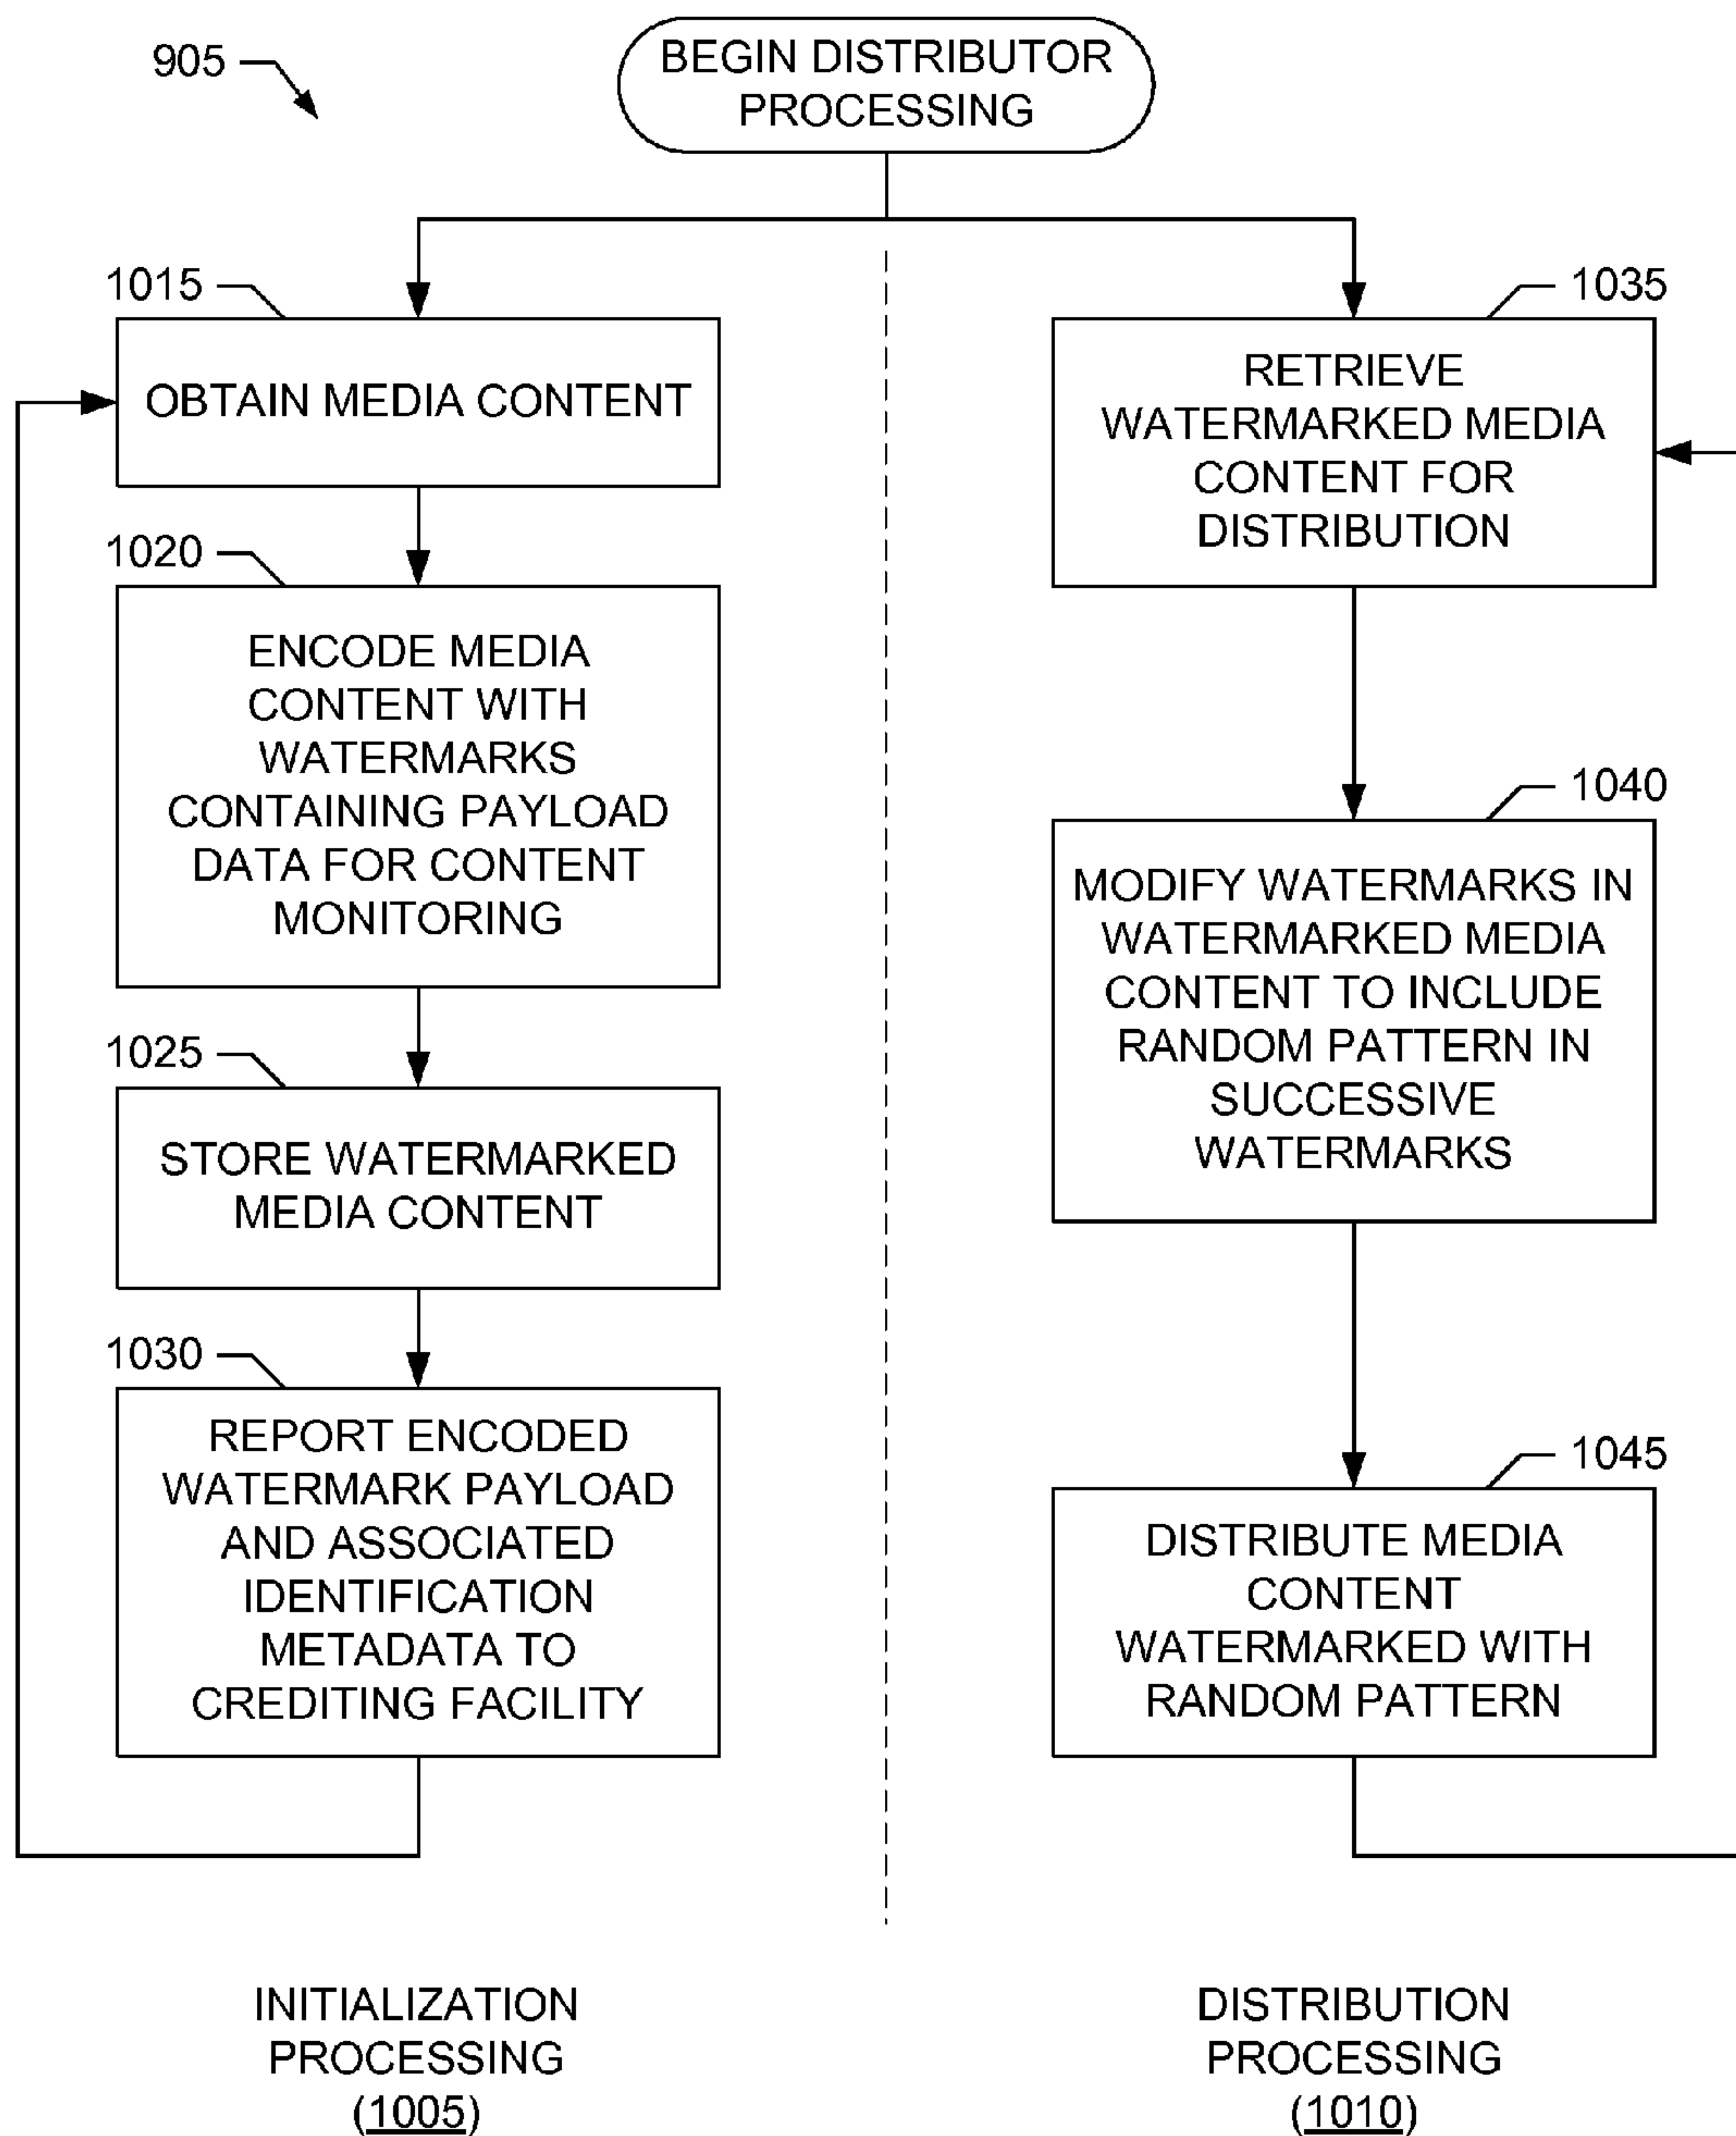 905
BEGIN DISTRIBUTOR
PROCESSING
1015
OBTAIN MEDIA CONTENT
1020
ENCODE MEDIA
CONTENT WITH
WATERMARKS
CONTAINING PAYLOAD
DATA FOR CONTENT
MONITORING
1025
STORE WATERMARKED
MEDIA CONTENT
1030
REPORT ENCODED
WATERMARK PAYLOAD
AND ASSOCIATED
IDENTIFICATION
METADATA TO
CREDITING FACILITY
INITIALIZATION
PROCESSING
(1005)
1035
RETRIEVE
WATERMARKED MEDIA
CONTENT FOR
DISTRIBUTION
1040
MODIFY WATERMARKS IN
WATERMARKED MEDIA
CONTENT TO INCLUDE
RANDOM PATTERN IN
SUCCESSIVE
WATERMARKS
1045
DISTRIBUTE MEDIA
CONTENT
WATERMARKED WITH
RANDOM PATTERN
DISTRIBUTION
PROCESSING
(1010)